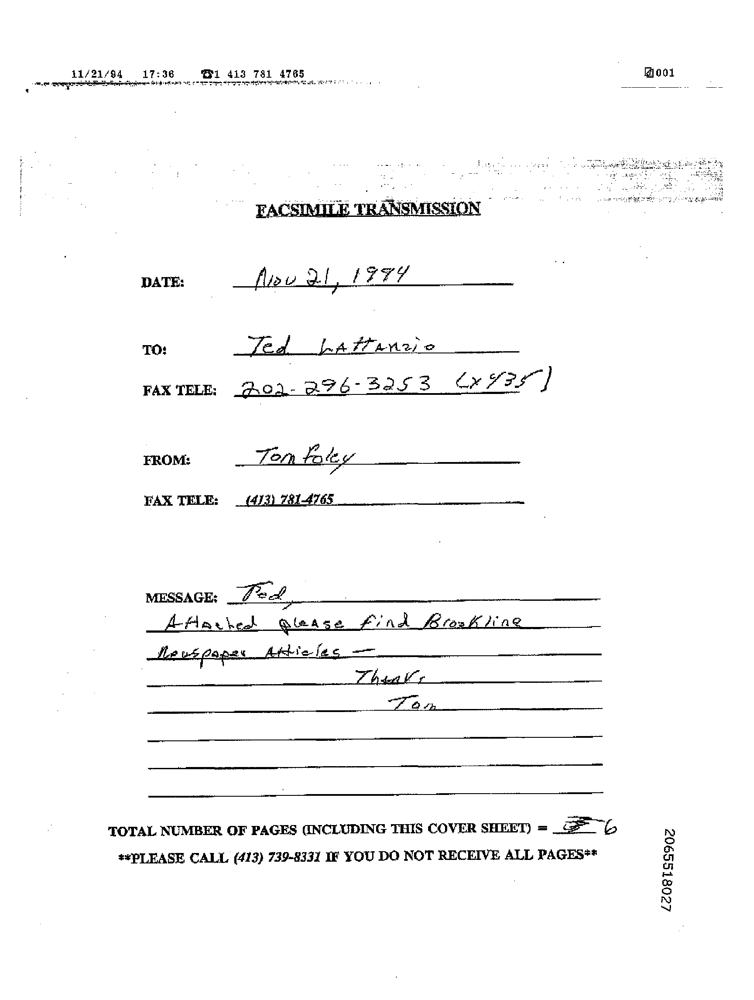 11/21/94 17:36 ☎1 413 781 4765 001
FACSIMILE TRANSMISSION
DATE: Nov 21, 1994
TO: Ted LAttAnzio
FAX TELE: 202-296-3253 (x435)
FROM: Tom Foley
FAX TELE: (413) 781-4765
MESSAGE: Ted,
Attached please find Brookline
Newspaper Articles —
Thanks
Tom
TOTAL NUMBER OF PAGES (INCLUDING THIS COVER SHEET) = 6
**PLEASE CALL (413) 739-8331 IF YOU DO NOT RECEIVE ALL PAGES**
2065518027